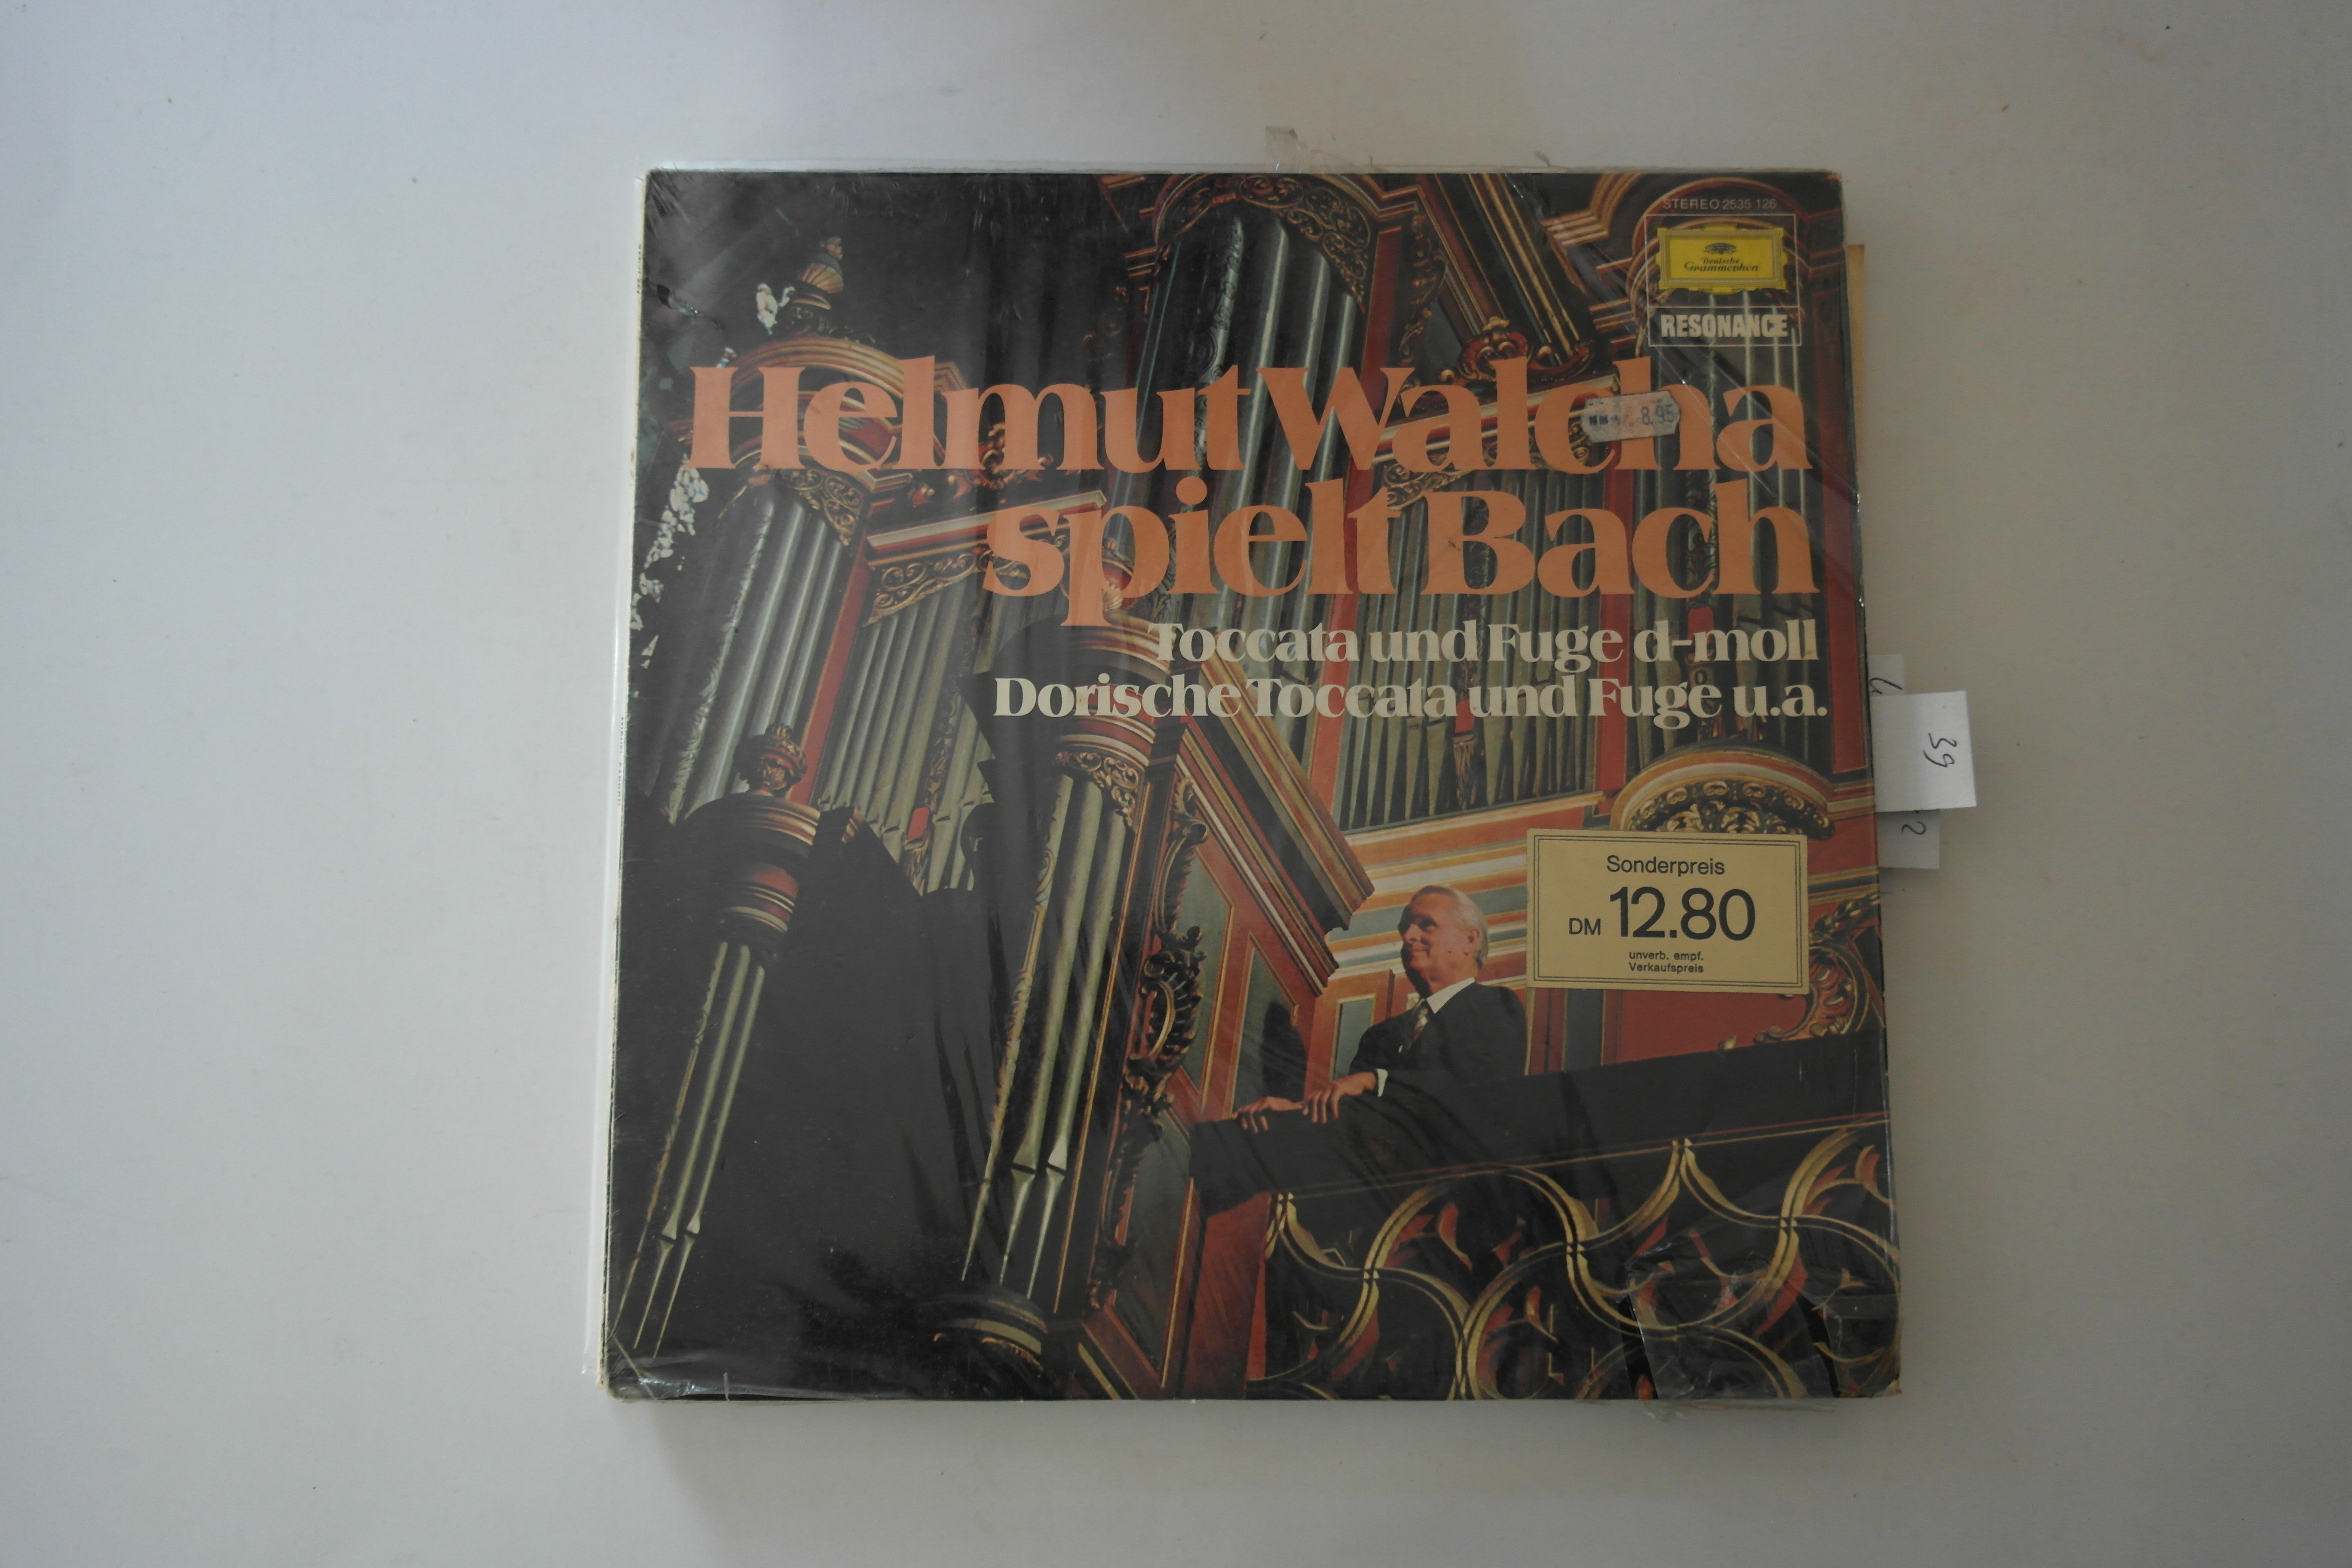 STEREO 2535 126
Deutsche
Grammophon
RESONANCE
Helmut Walcha
8.95
spielt Bach
Toccata und Fuge d-moll
Dorische Toccata und Fuge u.a.
39
Sonderpreis
DM 12.80
unverb. empf.
Verkaufspreis